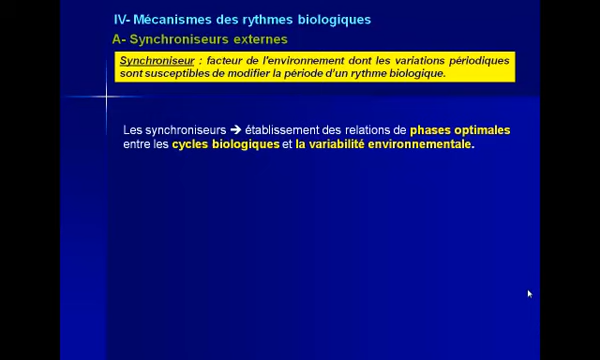 IV- Mécanismes des rythmes biologiques
A- Synchroniseurs externes
Synchroniseur : facteur de l'environnement dont les variations périodiques
sont susceptibles de modifier la période d'un rythme biologique.
Les synchroniseurs ➔ établissement des relations de phases optimales
entre les cycles biologiques et la variabilité environnementale.